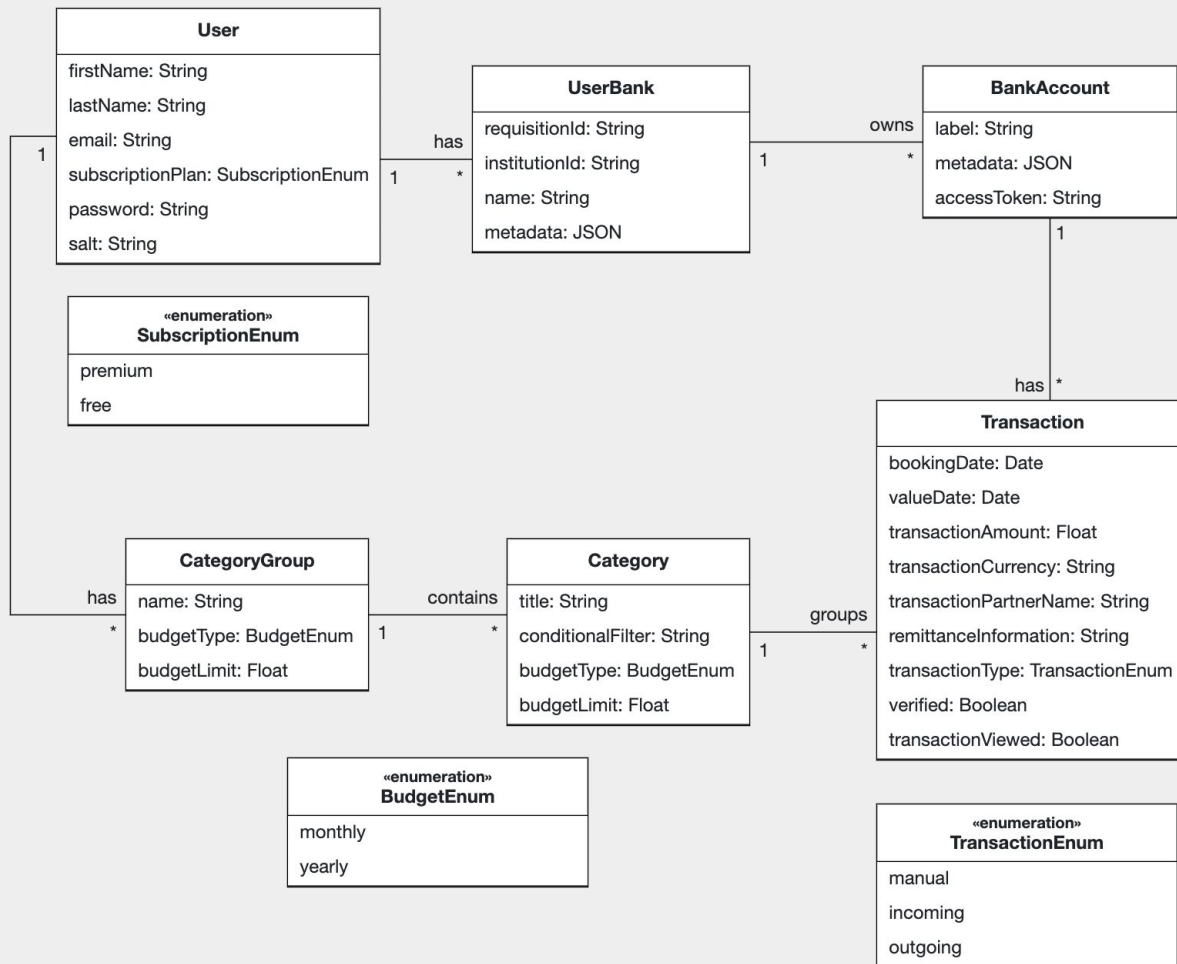 User
firstName: String
lastName: String
email: String
subscriptionPlan: SubscriptionEnum
password: String
salt: String
1
has
1
*
UserBank
requisitionId: String
institutionId: String
name: String
metadata: JSON
owns
1
*
BankAccount
label: String
metadata: JSON
accessToken: String
1
has *
«enumeration»
SubscriptionEnum
premium
free
Transaction
bookingDate: Date
valueDate: Date
transactionAmount: Float
transactionCurrency: String
transactionPartnerName: String
remittanceInformation: String
transactionType: TransactionEnum
verified: Boolean
transactionViewed: Boolean
has
*
CategoryGroup
name: String
budgetType: BudgetEnum
budgetLimit: Float
contains
1
*
Category
title: String
conditionalFilter: String
budgetType: BudgetEnum
budgetLimit: Float
groups
1
*
«enumeration»
BudgetEnum
monthly
yearly
«enumeration»
TransactionEnum
manual
incoming
outgoing